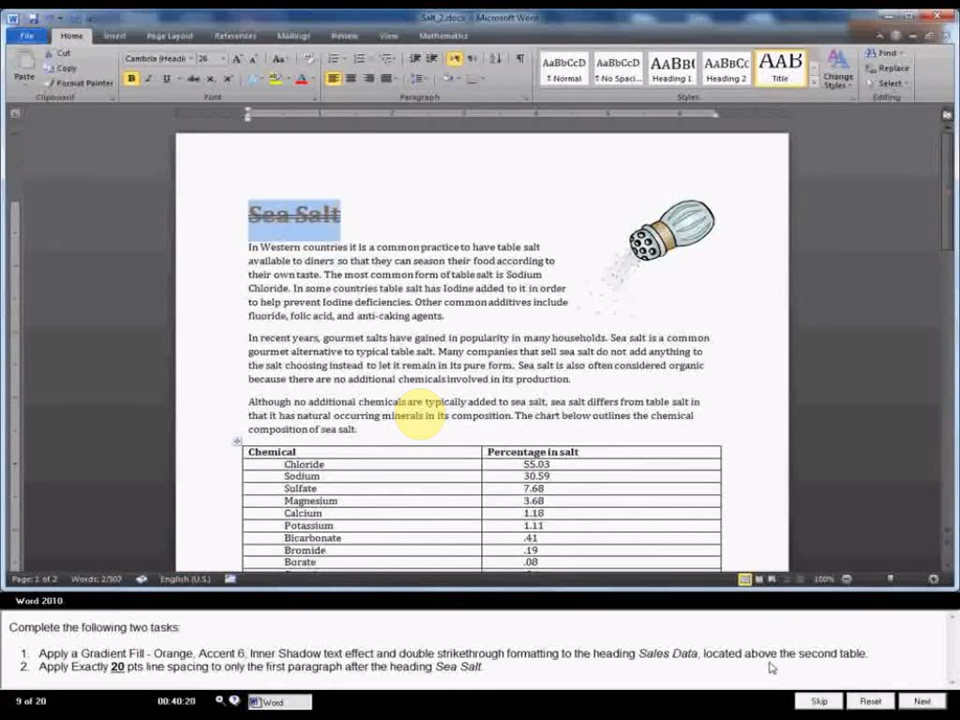 Salt_2.docx - Microsoft Word
File Home Insert Page Layout References Mailings Review View Mathematics
Cut
Copy
Format Painter
Paste
Clipboard
Cambria (Headi 26
Font
Paragraph
AaBbCcD AaBbCcD AaBbC AaBbCcD AAB
¶ Normal ¶ No Spaci... Heading 1 Heading 2 Title
Change Styles
Styles
Find
Replace
Select
Editing
Sea Salt
In Western countries it is a common practice to have table salt
available to diners so that they can season their food according to
their own taste. The most common form of table salt is Sodium
Chloride. In some countries table salt has Iodine added to it in order
to help prevent Iodine deficiencies. Other common additives include
fluoride, folic acid, and anti-caking agents.
In recent years, gourmet salts have gained in popularity in many households. Sea salt is a common
gourmet alternative to typical table salt. Many companies that sell sea salt do not add anything to
the salt choosing instead to let it remain in its pure form. Sea salt is also often considered organic
because there are no additional chemicals involved in its production.
Although no additional chemicals are typically added to sea salt, sea salt differs from table salt in
that it has natural occurring minerals in its composition. The chart below outlines the chemical
composition of sea salt.
Chemical Percentage in salt
Chloride 55.03
Sodium 30.59
Sulfate 7.68
Magnesium 3.68
Calcium 1.18
Potassium 1.11
Bicarbonate .41
Bromide .19
Borate .08
Page: 1 of 2 Words: 2/507 English (U.S.) 100%
Word 2010
Complete the following two tasks:
1. Apply a Gradient Fill - Orange, Accent 6, Inner Shadow text effect and double strikethrough formatting to the heading Sales Data, located above the second table.
2. Apply Exactly 20 pts line spacing to only the first paragraph after the heading Sea Salt.
9 of 20 00:40:20 Word Skip Reset Next